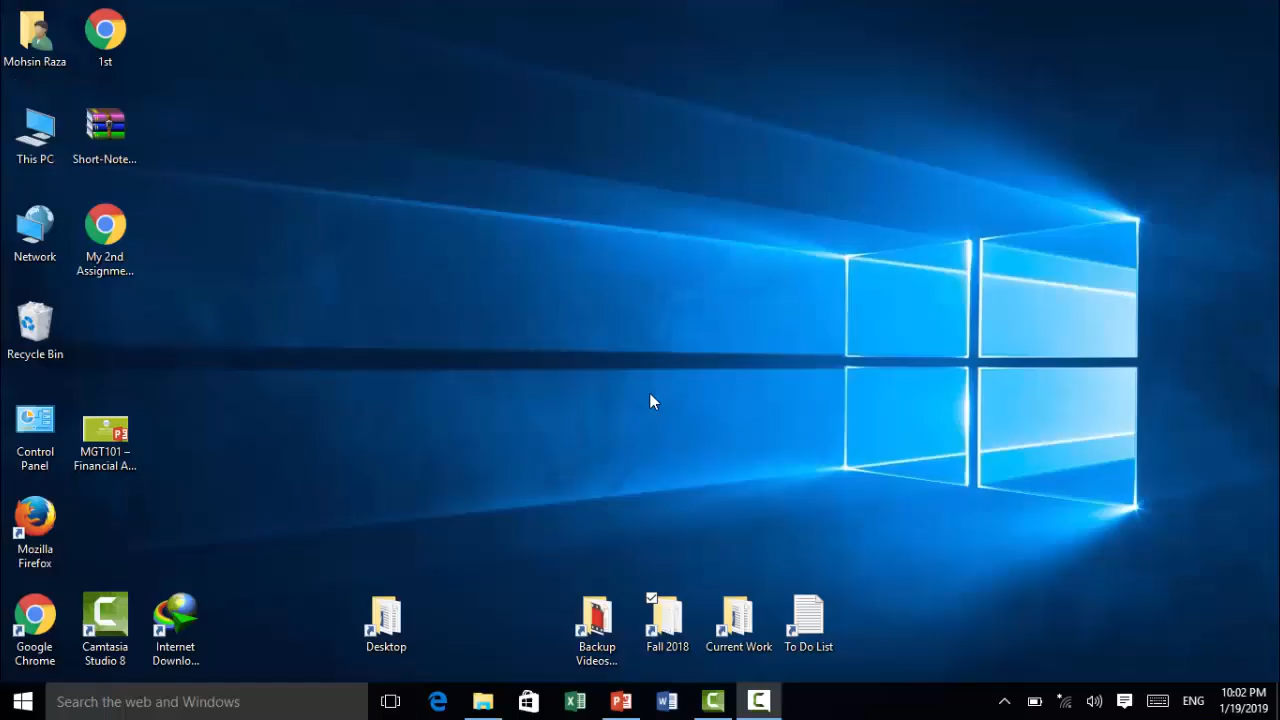 Mohsin Raza
1st
This PC
Short-Note...
Network
My 2nd
Assignme...
Recycle Bin
Control
Panel
MGT101 –
Financial A...
Mozilla
Firefox
Google
Chrome
Camtasia
Studio 8
Internet
Downlo...
Desktop
Backup
Videos...
Fall 2018
Current Work
To Do List
Search the web and Windows
ENG
10:02 PM
1/19/2019